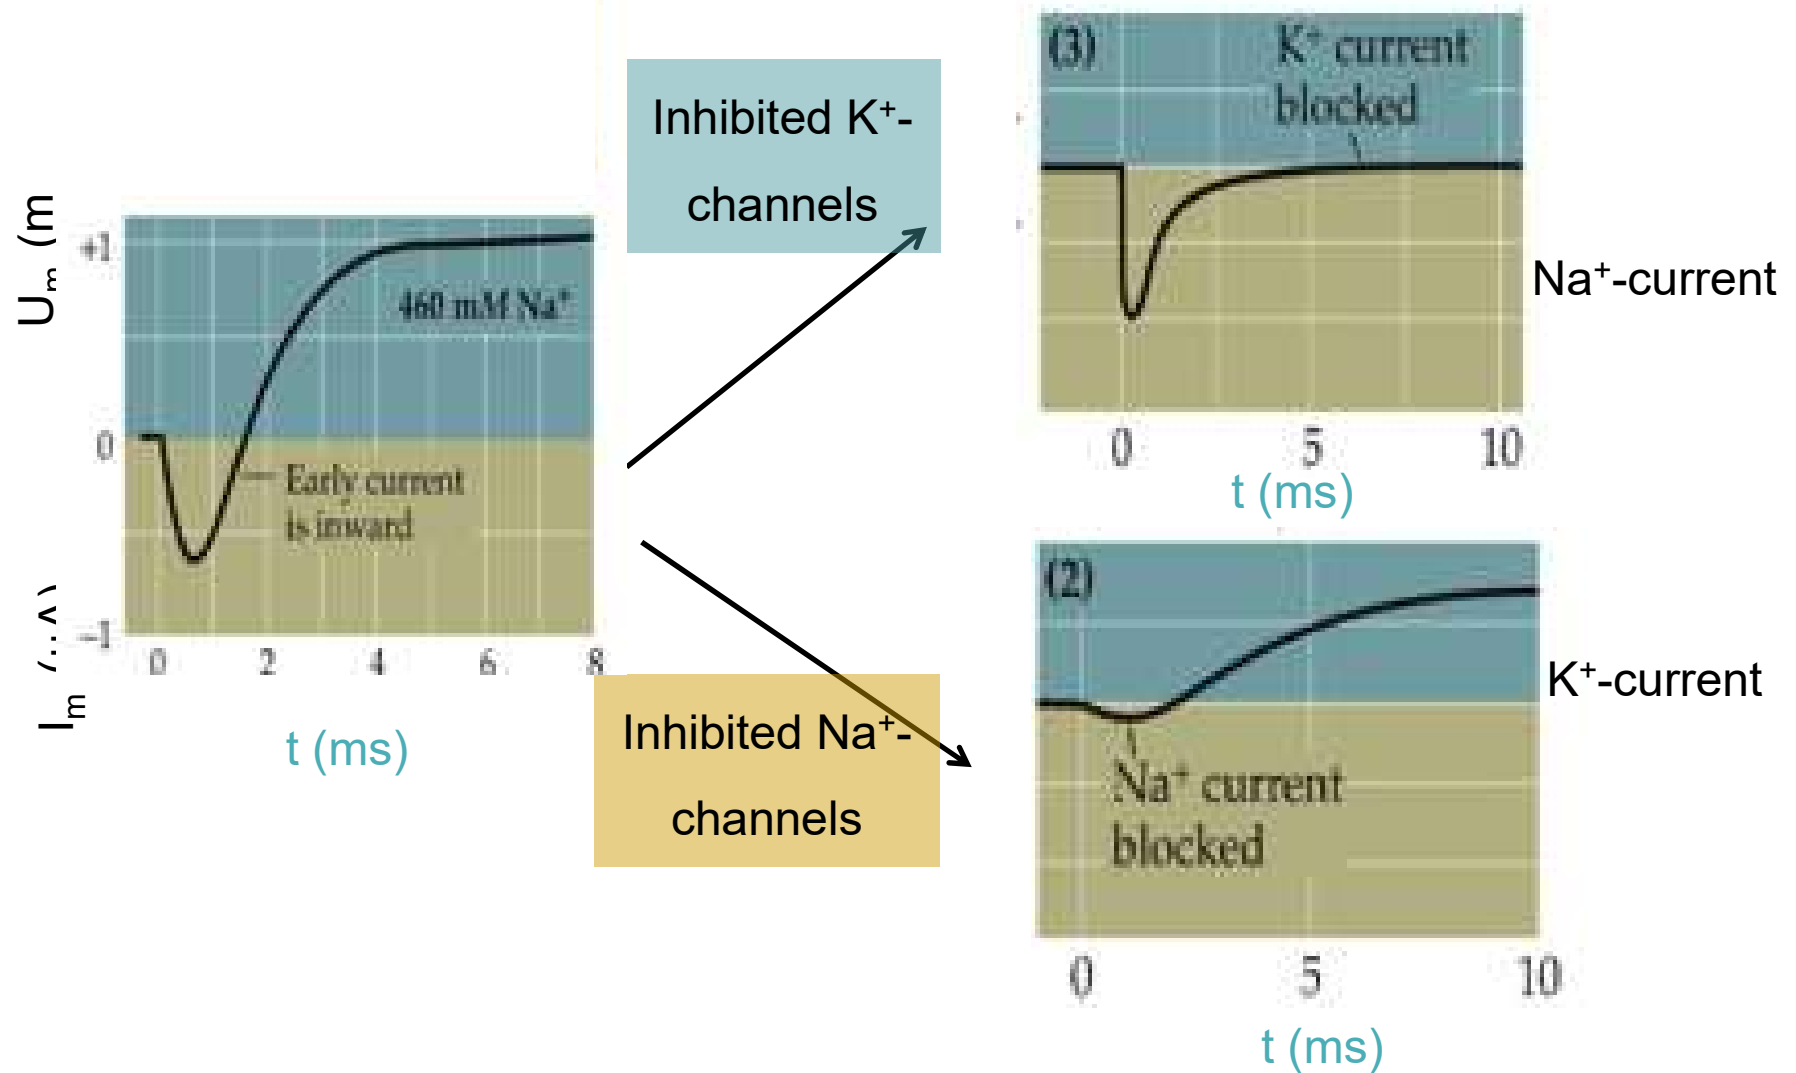 Uₘ (m
+1
460 mM Na⁺
0
Early current
is inward
–1
0 2 4 6 8
Iₘ
t (ms)
Inhibited K⁺-
channels
Inhibited Na⁺-
channels
(3)
K⁺ current
blocked
Na⁺-current
0 5 10
t (ms)
(2)
K⁺-current
Na⁺ current
blocked
0 5 10
t (ms)